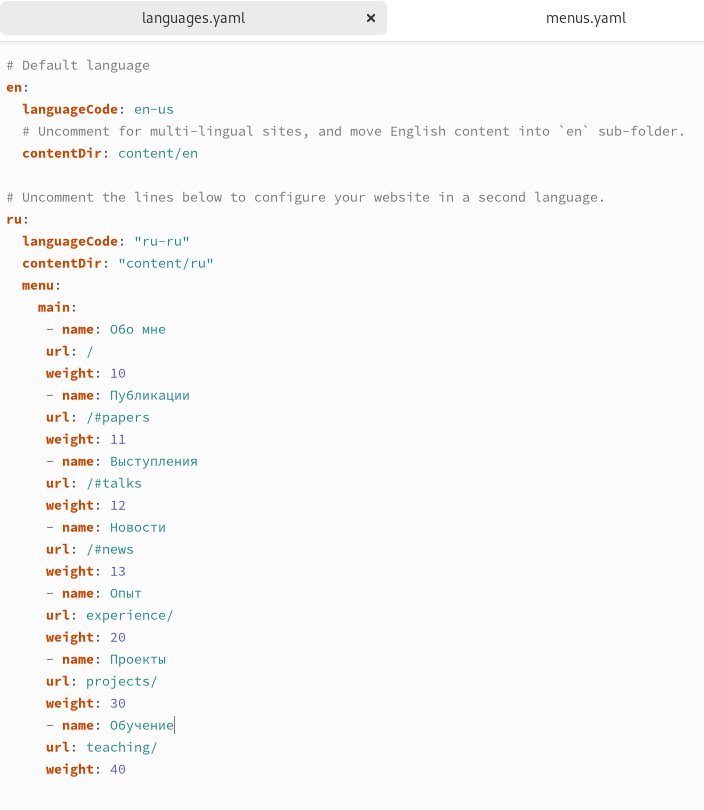 languages.yaml × menus.yaml
# Default language
en:
  languageCode: en-us
  # Uncomment for multi-lingual sites, and move English content into `en` sub-folder.
  contentDir: content/en

# Uncomment the lines below to configure your website in a second language.
ru:
  languageCode: "ru-ru"
  contentDir: "content/ru"
  menu:
    main:
     - name: Обо мне
     url: /
     weight: 10
     - name: Публикации
     url: /#papers
     weight: 11
     - name: Выступления
     url: /#talks
     weight: 12
     - name: Новости
     url: /#news
     weight: 13
     - name: Опыт
     url: experience/
     weight: 20
     - name: Проекты
     url: projects/
     weight: 30
     - name: Обучение
     url: teaching/
     weight: 40